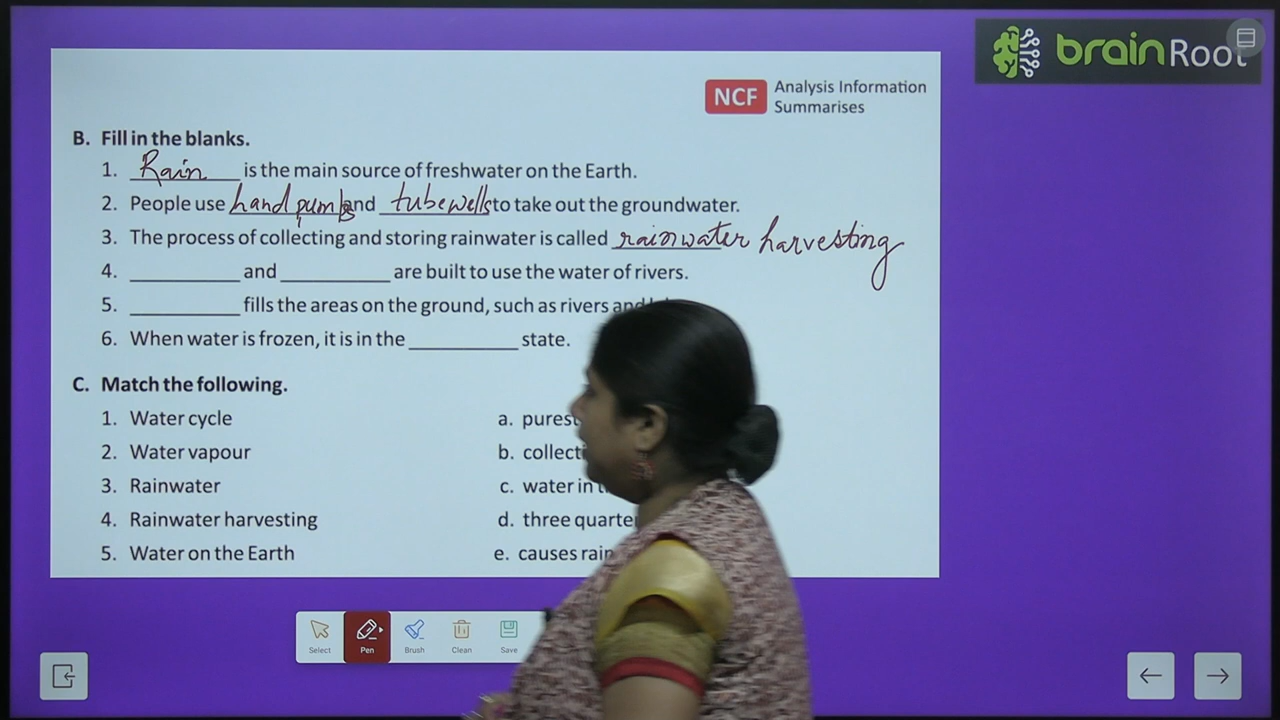 brainRoot
NCF Analysis Information
Summarises
B. Fill in the blanks.
1. Rain is the main source of freshwater on the Earth.
2. People use hand pumps and tubewells to take out the groundwater.
3. The process of collecting and storing rainwater is called rainwater harvesting
4. __________ and __________ are built to use the water of rivers.
5. __________ fills the areas on the ground, such as rivers and
6. When water is frozen, it is in the __________ state.
C. Match the following.
1. Water cycle a.
2. Water vapour b.
3. Rainwater c. water in
4. Rainwater harvesting d. three
5. Water on the Earth e. causes rain
Select Pen Brush Clean Save